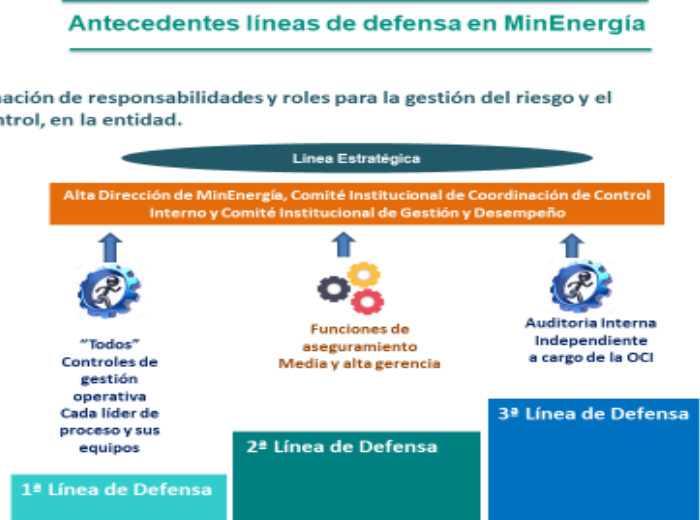 Antecedentes líneas de defensa en MinEnergía
de responsabilidades y roles para la gestión del riesgo y el
en la entidad.
Linea Estratégica
Alta Dirección de MinEnergía, Comité Institucional de Coordinación de Control
Interno y Comité Institucional de Gestión y Desempeño
“Todos”
Controles de
gestión
operativa
Cada líder de
proceso y sus
equipos
Funciones de
aseguramiento
Media y alta gerencia
Auditoria Interna
Independiente
a cargo de la OCI
1ª Línea de Defensa
2ª Línea de Defensa
3ª Línea de Defensa